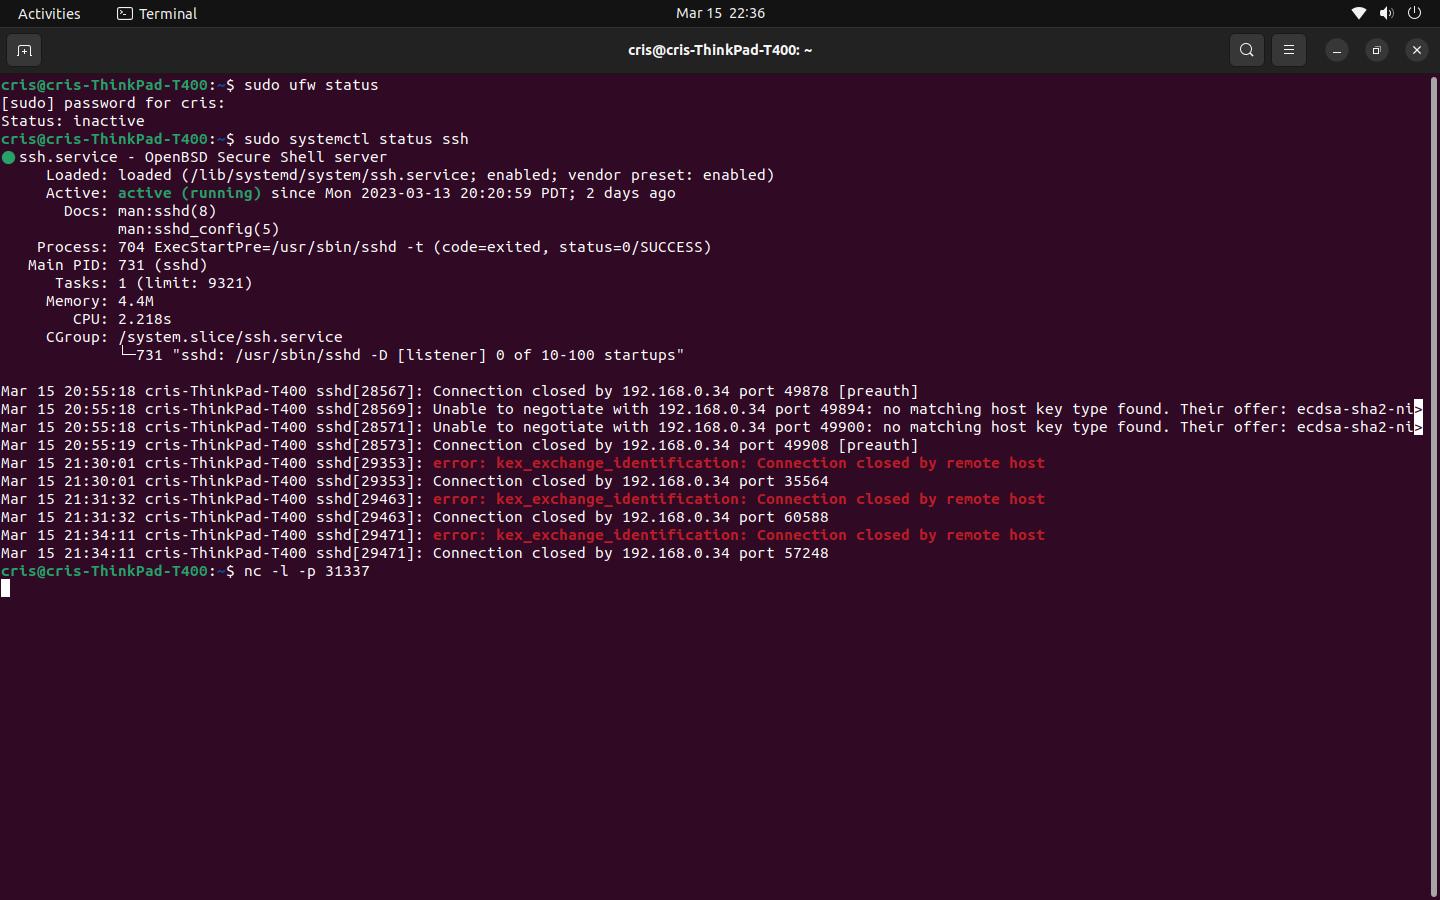 Activities Terminal Mar 15 22:36
cris@cris-ThinkPad-T400: ~
cris@cris-ThinkPad-T400:~$ sudo ufw status
[sudo] password for cris:
Status: inactive
cris@cris-ThinkPad-T400:~$ sudo systemctl status ssh
● ssh.service - OpenBSD Secure Shell server
     Loaded: loaded (/lib/systemd/system/ssh.service; enabled; vendor preset: enabled)
     Active: active (running) since Mon 2023-03-13 20:20:59 PDT; 2 days ago
       Docs: man:sshd(8)
             man:sshd_config(5)
    Process: 704 ExecStartPre=/usr/sbin/sshd -t (code=exited, status=0/SUCCESS)
   Main PID: 731 (sshd)
      Tasks: 1 (limit: 9321)
     Memory: 4.4M
        CPU: 2.218s
     CGroup: /system.slice/ssh.service
             └─731 "sshd: /usr/sbin/sshd -D [listener] 0 of 10-100 startups"
Mar 15 20:55:18 cris-ThinkPad-T400 sshd[28567]: Connection closed by 192.168.0.34 port 49878 [preauth]
Mar 15 20:55:18 cris-ThinkPad-T400 sshd[28569]: Unable to negotiate with 192.168.0.34 port 49894: no matching host key type found. Their offer: ecdsa-sha2-ni>
Mar 15 20:55:18 cris-ThinkPad-T400 sshd[28571]: Unable to negotiate with 192.168.0.34 port 49900: no matching host key type found. Their offer: ecdsa-sha2-ni>
Mar 15 20:55:19 cris-ThinkPad-T400 sshd[28573]: Connection closed by 192.168.0.34 port 49908 [preauth]
Mar 15 21:30:01 cris-ThinkPad-T400 sshd[29353]: error: kex_exchange_identification: Connection closed by remote host
Mar 15 21:30:01 cris-ThinkPad-T400 sshd[29353]: Connection closed by 192.168.0.34 port 35564
Mar 15 21:31:32 cris-ThinkPad-T400 sshd[29463]: error: kex_exchange_identification: Connection closed by remote host
Mar 15 21:31:32 cris-ThinkPad-T400 sshd[29463]: Connection closed by 192.168.0.34 port 60588
Mar 15 21:34:11 cris-ThinkPad-T400 sshd[29471]: error: kex_exchange_identification: Connection closed by remote host
Mar 15 21:34:11 cris-ThinkPad-T400 sshd[29471]: Connection closed by 192.168.0.34 port 57248
cris@cris-ThinkPad-T400:~$ nc -l -p 31337